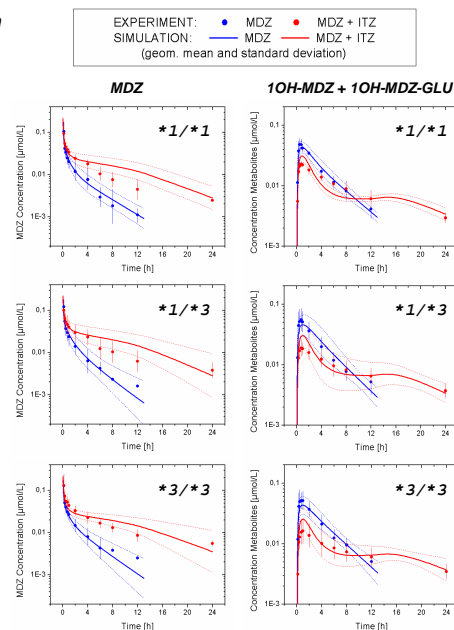 EXPERIMENT: MDZ MDZ + ITZ
SIMULATION: MDZ MDZ + ITZ
(geom. mean and standard deviation)
MDZ
1OH-MDZ + 1OH-MDZ-GLU
MDZ Concentration [µmol/L]
0,1
0,01
1E-3
*1/*1
0 4 8 12 16 20 24
Time [h]
Concentration Metabolites [µmol/L]
0,1
0,01
1E-3
*1/*1
0 4 8 12 16 20 24
Time [h]
MDZ Concentration [µmol/L]
0,1
0,01
1E-3
*1/*3
0 4 8 12 16 20 24
Time [h]
Concentration Metabolites [µmol/L]
0,1
0,01
1E-3
*1/*3
0 4 8 12 16 20 24
Time [h]
MDZ Concentration [µmol/L]
0,1
0,01
1E-3
*3/*3
0 4 8 12 16 20 24
Time [h]
Concentration Metabolites [µmol/L]
0,1
0,01
1E-3
*3/*3
0 4 8 12 16 20 24
Time [h]